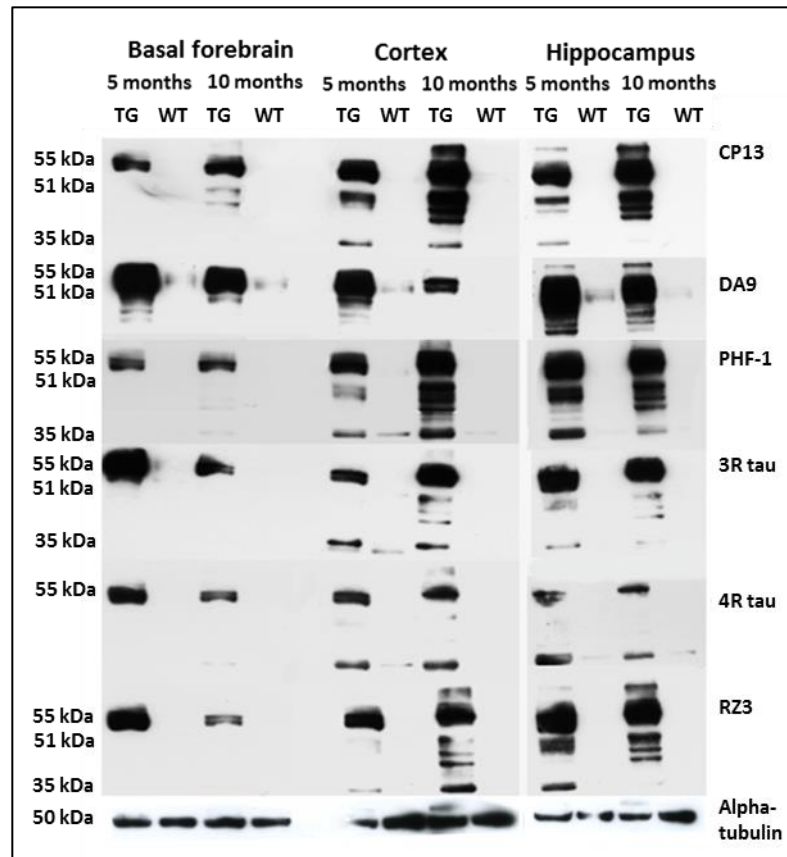 Basal forebrain Cortex Hippocampus
5 months 10 months 5 months 10 months 5 months 10 months
TG WT TG WT TG WT TG WT TG WT TG WT
55 kDa CP13
51 kDa
35 kDa
55 kDa DA9
51 kDa
55 kDa PHF-1
51 kDa
35 kDa
55 kDa 3R tau
51 kDa
35 kDa
55 kDa 4R tau
55 kDa RZ3
51 kDa
35 kDa
50 kDa Alpha-
tubulin